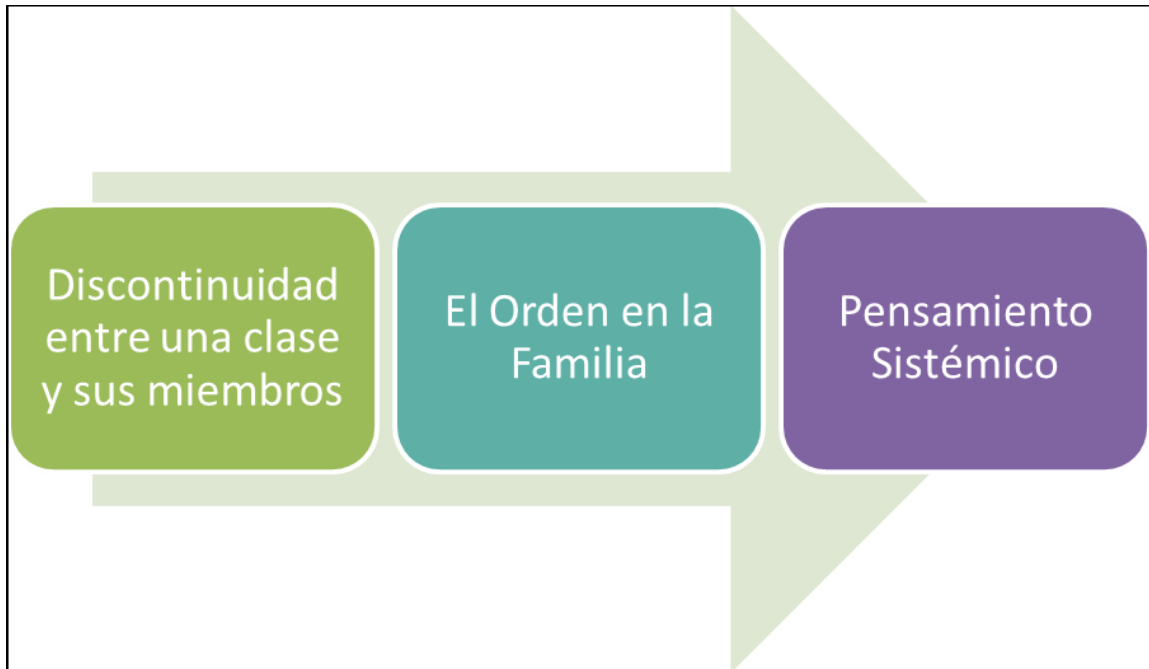 Discontinuidad
entre una clase
y sus miembros
El Orden en la
Familia
Pensamiento
Sistémico